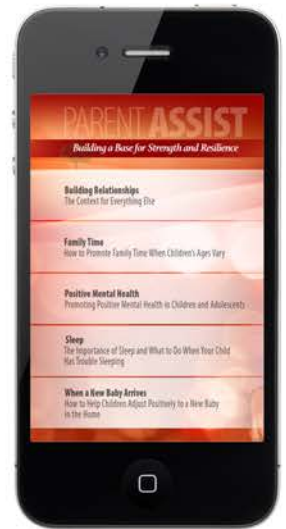 PARENT ASSIST
Building a Base for Strength and Resilience
Building Relationships
The Context for Everything Else
Family Time
How to Promote Family Time When Children's Ages Vary
Positive Mental Health
Promoting Positive Mental Health in Children and Adolescents
Sleep
The Importance of Sleep and What to Do When Your Child
Has Trouble Sleeping
When a New Baby Arrives
How to Help Children Adjust Positively to a New Baby
in the Home